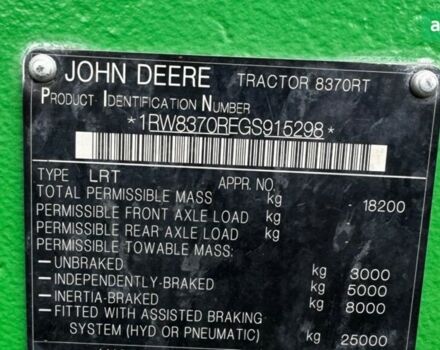 JOHN DEERE TRACTOR 8370RT
PRODUCT IDENTIFICATION NUMBER
*1RW8370REGS915298*
TYPE LRT APPR. NO.
TOTAL PERMISSIBLE MASS kg 18200
PERMISSIBLE FRONT AXLE LOAD kg
PERMISSIBLE REAR AXLE LOAD kg
PERMISSIBLE TOWABLE MASS:
—UNBRAKED kg 3000
—INDEPENDENTLY-BRAKED kg 5000
—INERTIA-BRAKED kg 8000
—FITTED WITH ASSISTED BRAKING
SYSTEM (HYD OR PNEUMATIC) kg 25000